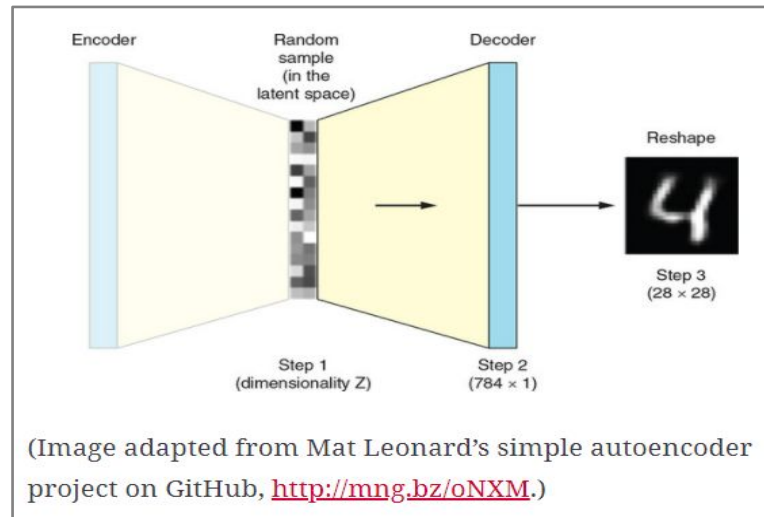 Encoder
Random
sample
(in the
latent space)
Decoder
Reshape
4
Step 3
(28 × 28)
Step 1
(dimensionality Z)
Step 2
(784 × 1)
(Image adapted from Mat Leonard’s simple autoencoder
project on GitHub, http://mng.bz/oNXM.)